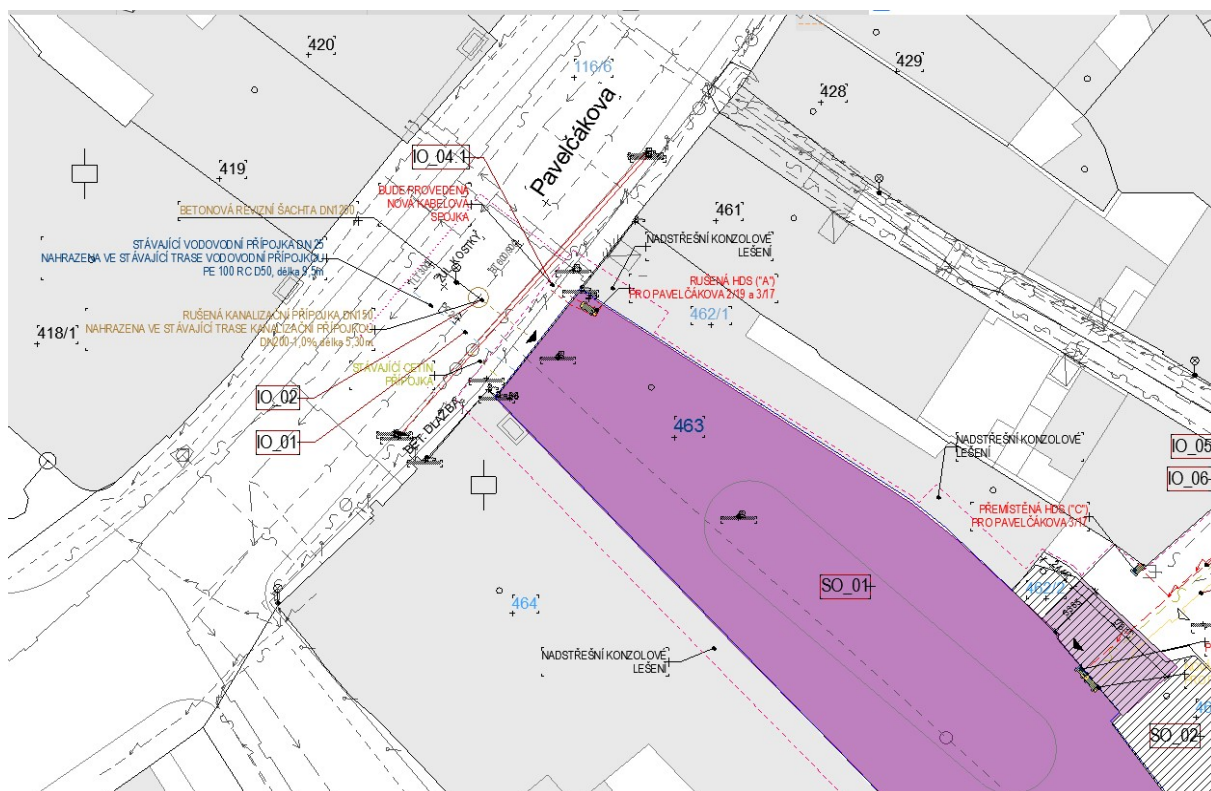 420
116/6
429
428
Pavelčákova
IO_04.1
419
BUDE PROVEDENA
NOVÁ KABELOVÁ
SPOJKA
BETONOVÁ REVIZNÍ ŠACHTA DN1200
461
NADSTŘEŠNÍ KONZOLOVÉ
LEŠENÍ
STÁVAJÍCÍ VODOVODNÍ PŘÍPOJKA DN 25
NAHRAZENA VE STÁVAJÍCÍ TRASE VODOVODNÍ PŘÍPOJKOU
PE 100 RC D50, délka 9,5m
ŽUL. KOSTKY
RUŠENÁ HDS ("A")
PRO PAVELČÁKOVA 2/19 a 3/17
462/1
RUŠENÁ KANALIZAČNÍ PŘÍPOJKA DN150
NAHRAZENA VE STÁVAJÍCÍ TRASE KANALIZAČNÍ PŘÍPOJKOU
DN200-1,0% délka 5,30m
418/1
STÁVAJÍCÍ CETIN
PŘÍPOJKA
IO_02
BET. DLAŽBA
IO_01
463
NADSTŘEŠNÍ KONZOLOVÉ
LEŠENÍ
IO_05
IO_06
PŘEMÍSTĚNÁ HDS ("C")
PRO PAVELČÁKOVA 3/17
SO_01
462/2
464
NADSTŘEŠNÍ KONZOLOVÉ
LEŠENÍ
SO_02